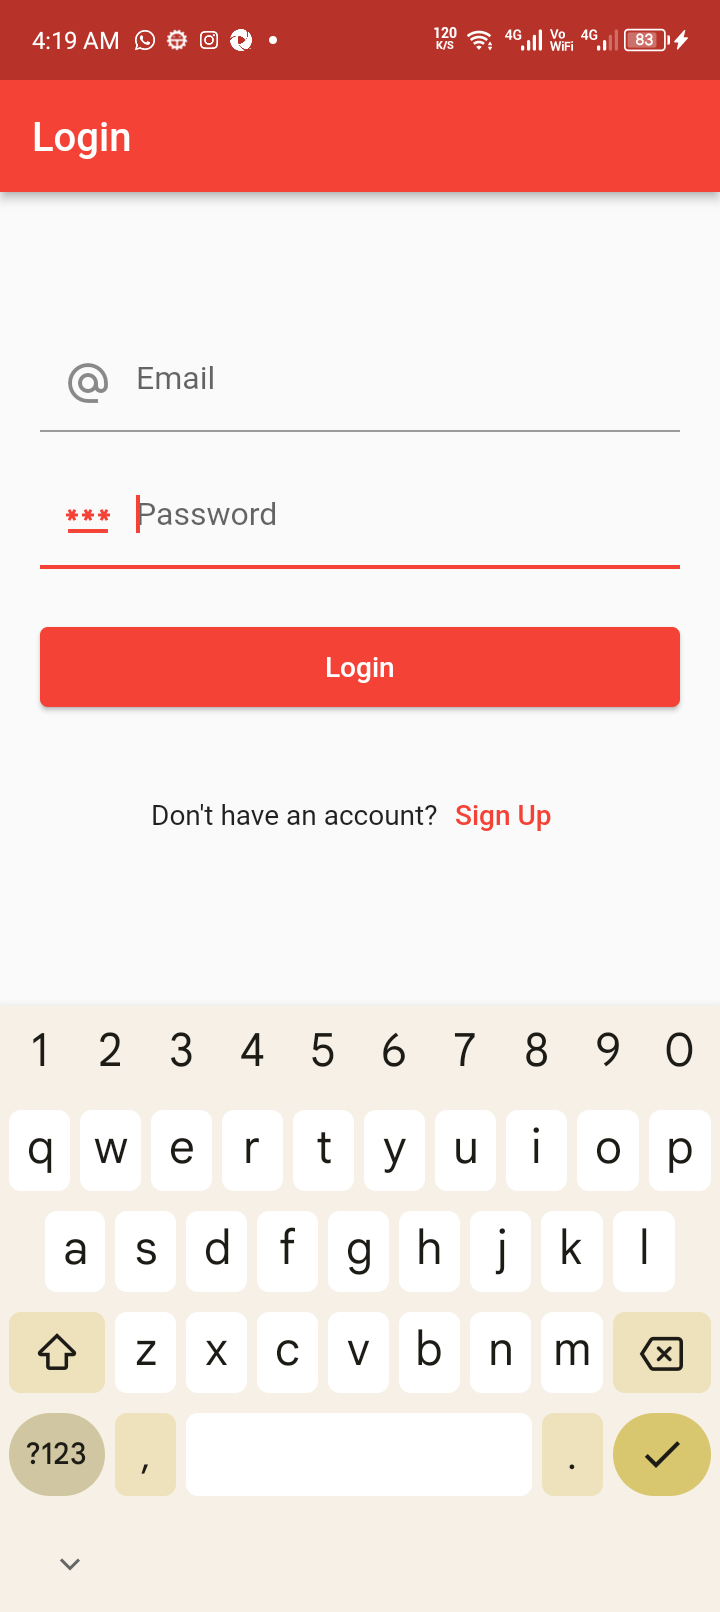 4:19 AM 120 K/S 4G Vo WiFi 4G 83
Login
Email
*** Password
Login
Don't have an account? Sign Up
1 2 3 4 5 6 7 8 9 0
q w e r t y u i o p
a s d f g h j k l
z x c v b n m
?123 , .